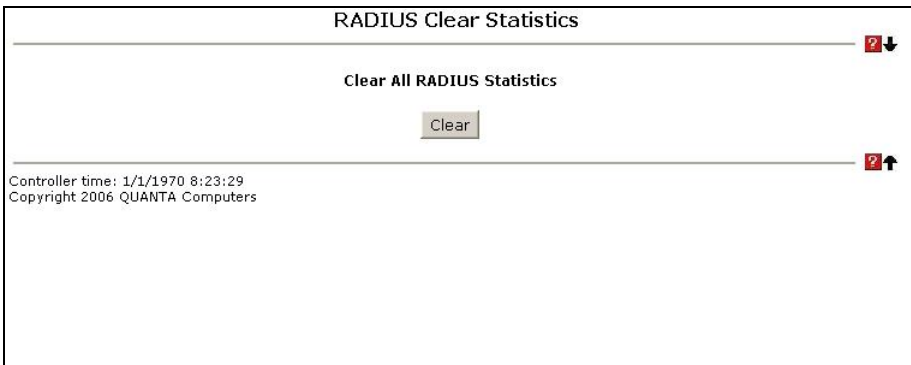 RADIUS Clear Statistics
?
Clear All RADIUS Statistics
Clear
?
Controller time: 1/1/1970 8:23:29
Copyright 2006 QUANTA Computers